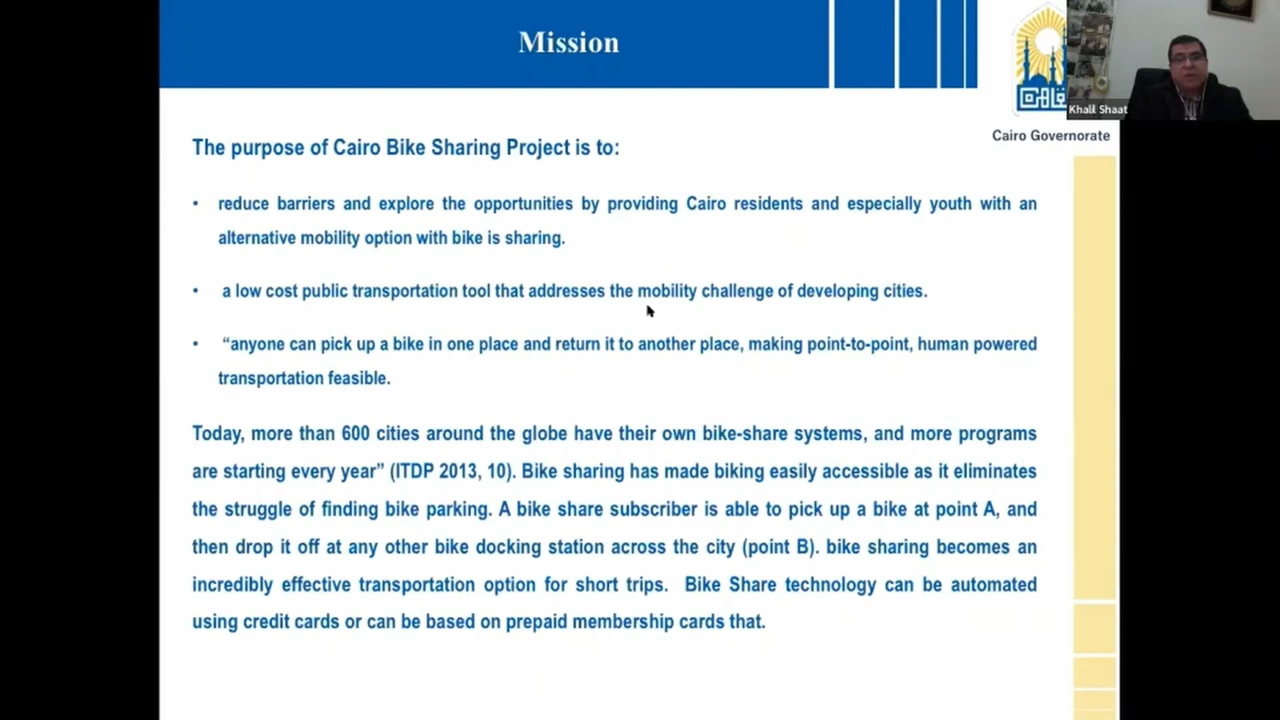 Mission
Khalil Shaat
Cairo Governorate
The purpose of Cairo Bike Sharing Project is to:
• reduce barriers and explore the opportunities by providing Cairo residents and especially youth with an
alternative mobility option with bike is sharing.
• a low cost public transportation tool that addresses the mobility challenge of developing cities.
• “anyone can pick up a bike in one place and return it to another place, making point-to-point, human powered
transportation feasible.
Today, more than 600 cities around the globe have their own bike-share systems, and more programs
are starting every year” (ITDP 2013, 10). Bike sharing has made biking easily accessible as it eliminates
the struggle of finding bike parking. A bike share subscriber is able to pick up a bike at point A, and
then drop it off at any other bike docking station across the city (point B). bike sharing becomes an
incredibly effective transportation option for short trips. Bike Share technology can be automated
using credit cards or can be based on prepaid membership cards that.